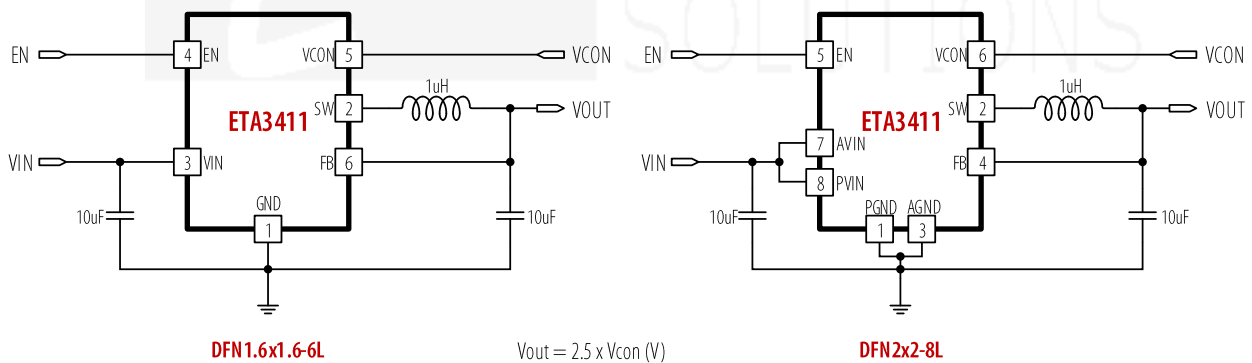 SOLUTIONS
EN
4
EN
VCON
5
VCON
1uH
SW
2
VOUT
ETA3411
VIN
3
VIN
FB
6
GND
1
10uF
10uF
DFN1.6x1.6-6L
Vout = 2.5 x Vcon (V)
EN
5
EN
VCON
6
VCON
1uH
SW
2
VOUT
ETA3411
7
AVIN
VIN
8
PVIN
FB
4
PGND
AGND
1
3
10uF
10uF
DFN2x2-8L